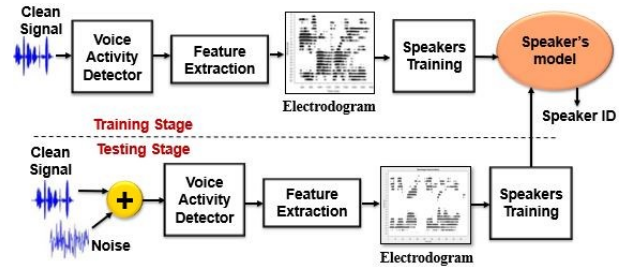 Clean
Signal
Voice
Activity
Detector
Feature
Extraction
Electrodogram
Speakers
Training
Speaker's
model
Speaker ID
Training Stage
Testing Stage
Clean
Signal
+
Noise
Voice
Activity
Detector
Feature
Extraction
Electrodogram
Speakers
Training